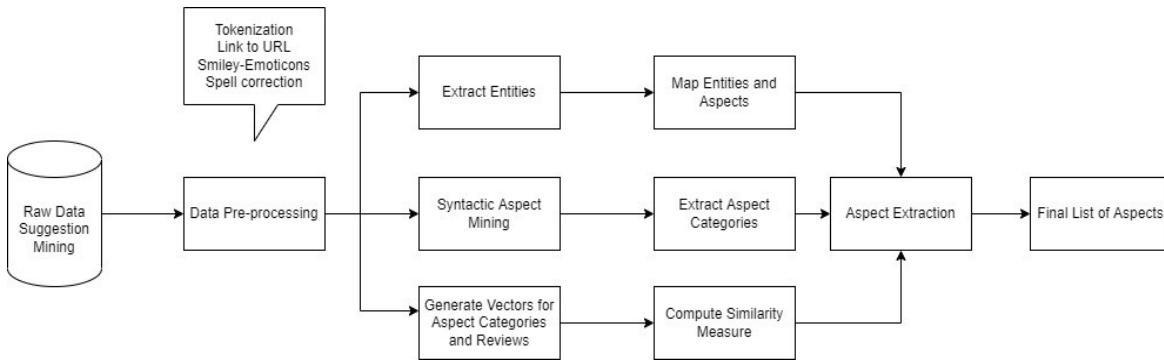 Tokenization
Link to URL
Smiley-Emoticons
Spell correction
Raw Data
Suggestion
Mining
Data Pre-processing
Extract Entities
Map Entities and
Aspects
Syntactic Aspect
Mining
Extract Aspect
Categories
Generate Vectors for
Aspect Categories
and Reviews
Compute Similarity
Measure
Aspect Extraction
Final List of Aspects